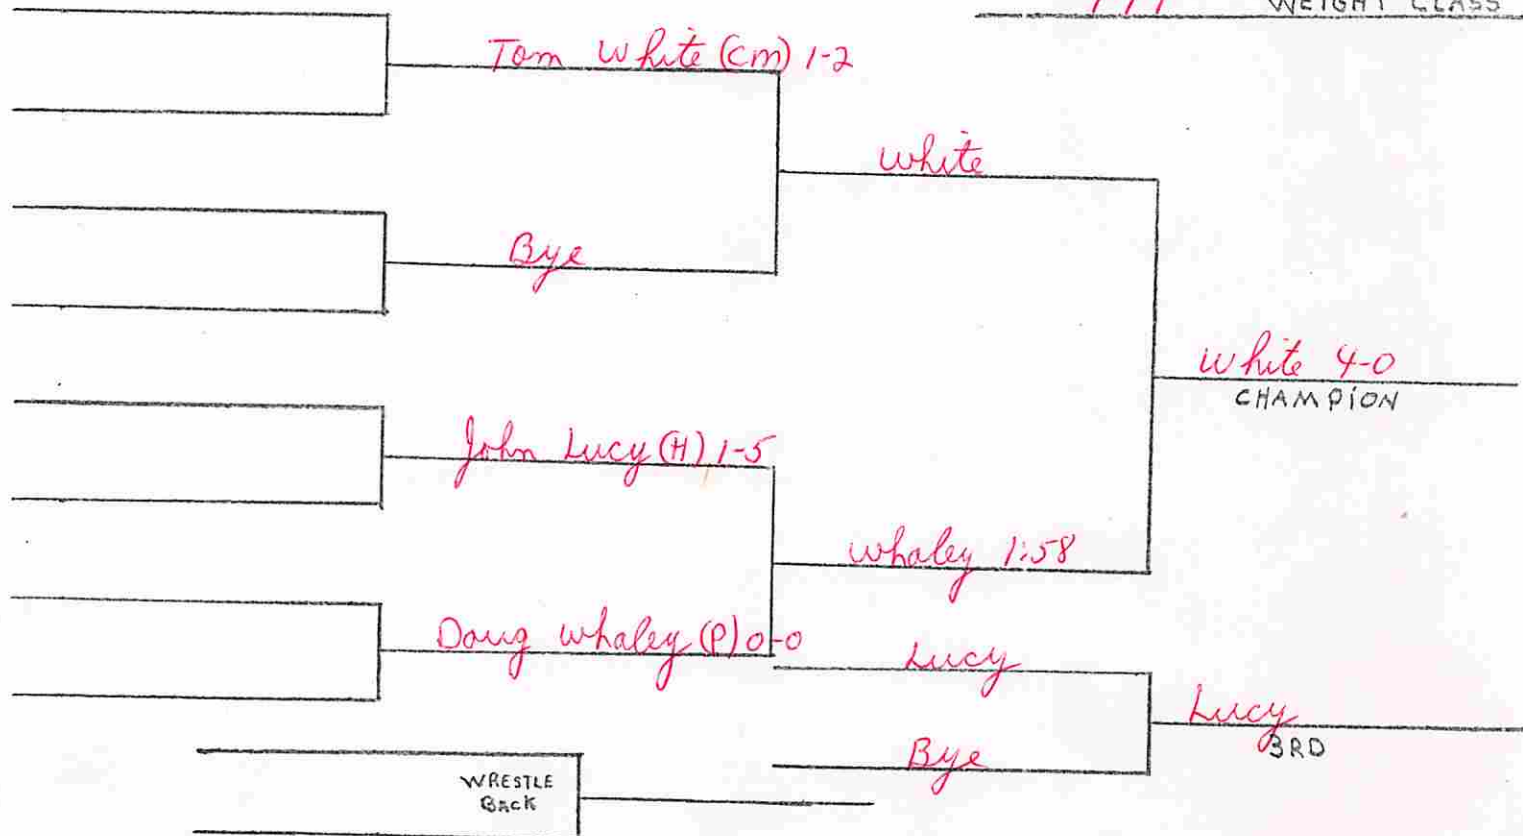 WEIGHT CLASS
Tom White (CM) 1-2
White
Bye
White 4-0
CHAMPION
John Lucy (H) 1-5
Whaley 1:58
Doug Whaley (P) 0-0
Lucy
Lucy
3RD
Bye
WRESTLE
BACK